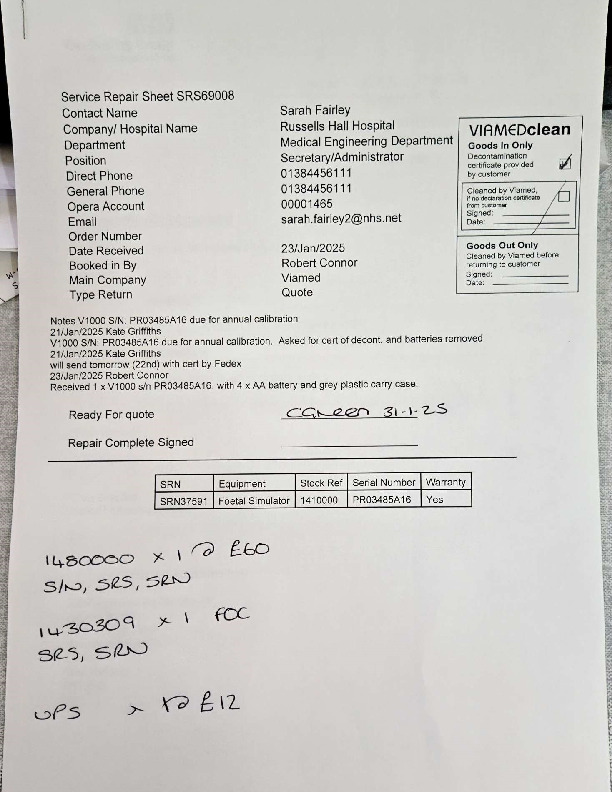 Service Repair Sheet SRS69008
Contact Name Sarah Fairley
Company/ Hospital Name Russells Hall Hospital
Department Medical Engineering Department
Position Secretary/Administrator
Direct Phone 01384456111
General Phone 01384456111
Opera Account 00001465
Email sarah.fairley2@nhs.net
Order Number
Date Received 23/Jan/2025
Booked in By Robert Connor
Main Company Viamed
Type Return Quote
VIAMEDclean
Goods In Only
Decontamination
certificate provided
by customer
Cleaned by Viamed,
if no declaration certificate
from customer
Signed:
Date:
Goods Out Only
Cleaned by Viamed before
returning to customer
Signed:
Date:
Notes V1000 S/N: PR03485A16 due for annual calibration
21/Jan/2025 Kate Griffiths
V1000 S/N: PR03485A16 due for annual calibration. Asked for cert of decont. and batteries removed
21/Jan/2025 Kate Griffiths
will send tomorrow (22nd) with cert by Fedex
23/Jan/2025 Robert Connor
Received 1 x V1000 s/n PR03485A16, with 4 x AA battery and grey plastic carry case.
Ready For quote CGreen 31-1-25
Repair Complete Signed
SRN Equipment Stock Ref Serial Number Warranty
SRN37591 Foetal Simulator 1410000 PR03485A16 Yes
1480000 x 1 @ £60
S/N, SRS, SRN
1430309 x 1 FOC
SRS, SRN
UPS x 1 @ £12